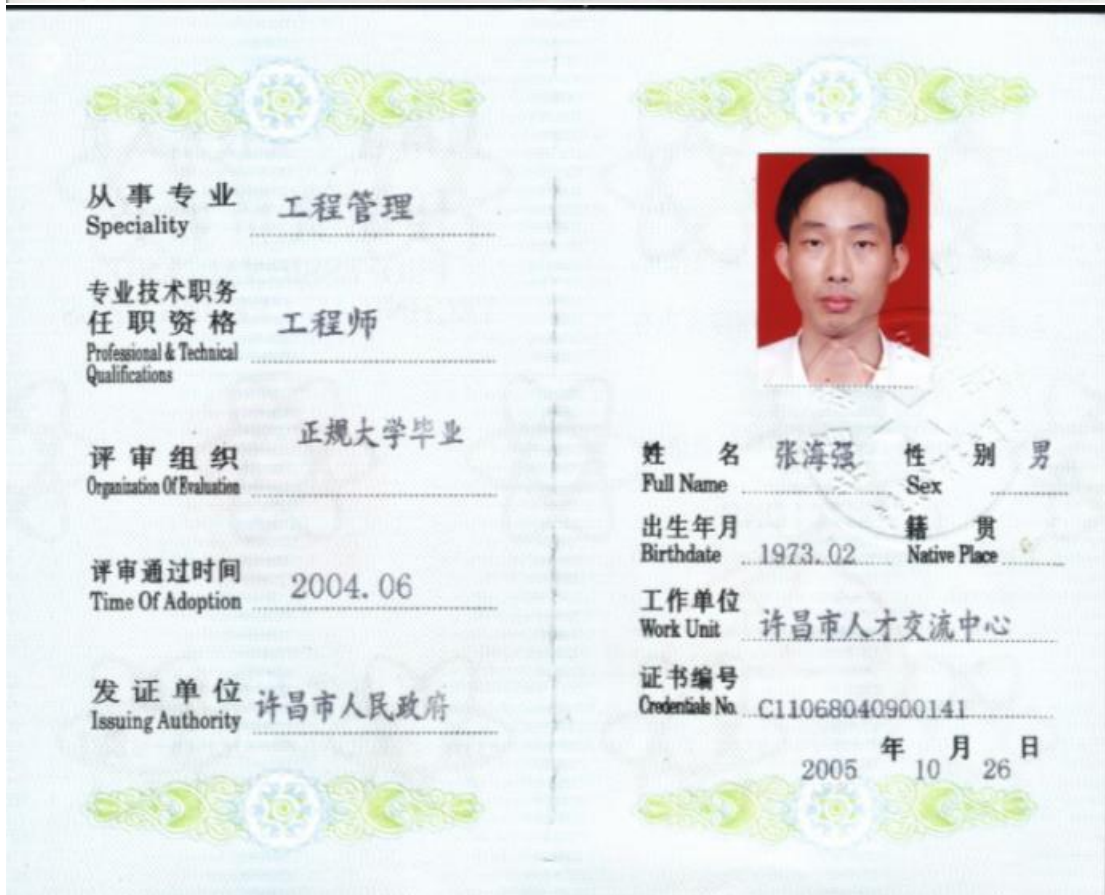 从事专业 工程管理
Speciality
专业技术职务
任职资格 工程师
Professional & Technical
Qualifications
正规大学毕业
评审组织
Organization Of Evaluation
评审通过时间
Time Of Adoption 2004.06
发证单位 许昌市人民政府
Issuing Authority
姓名 张海强 性别 男
Full Name Sex
出生年月 籍贯
Birthdate 1973.02 Native Place
工作单位
Work Unit 许昌市人才交流中心
证书编号
Credentials No. C11068040900141
年 月 日
2005 10 26